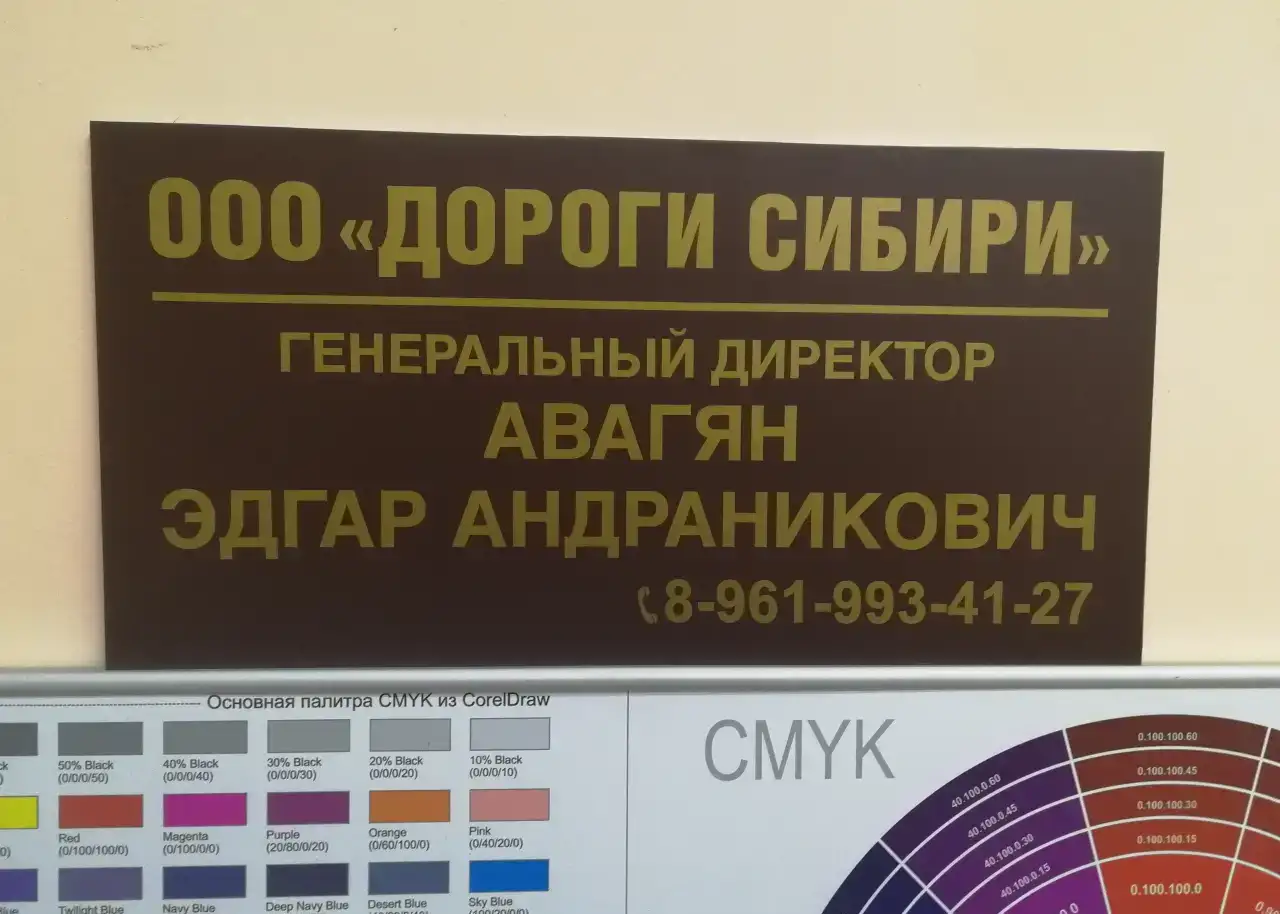 ООО «ДОРОГИ СИБИРИ»
ГЕНЕРАЛЬНЫЙ ДИРЕКТОР
АВАГЯН
ЭДГАР АНДРАНИКОВИЧ
8-961-993-41-27
Основная палитра CMYK из CorelDraw
CMYK
50% Black 40% Black 30% Black 20% Black 10% Black
(0/0/0/50) (0/0/0/40) (0/0/0/30) (0/0/0/20) (0/0/0/10)
Red Magenta Purple Orange Pink
(0/100/100/0) (0/100/0/0) (20/80/0/20) (0/60/100/0) (0/40/20/0)
Twilight Blue Navy Blue Deep Navy Blue Desert Blue Sky Blue
0.100.100.60
0.100.100.45
0.100.100.30
0.100.100.15
0.100.100.0
40.100.0.60
40.100.0.45
40.100.0.30
40.100.0.15